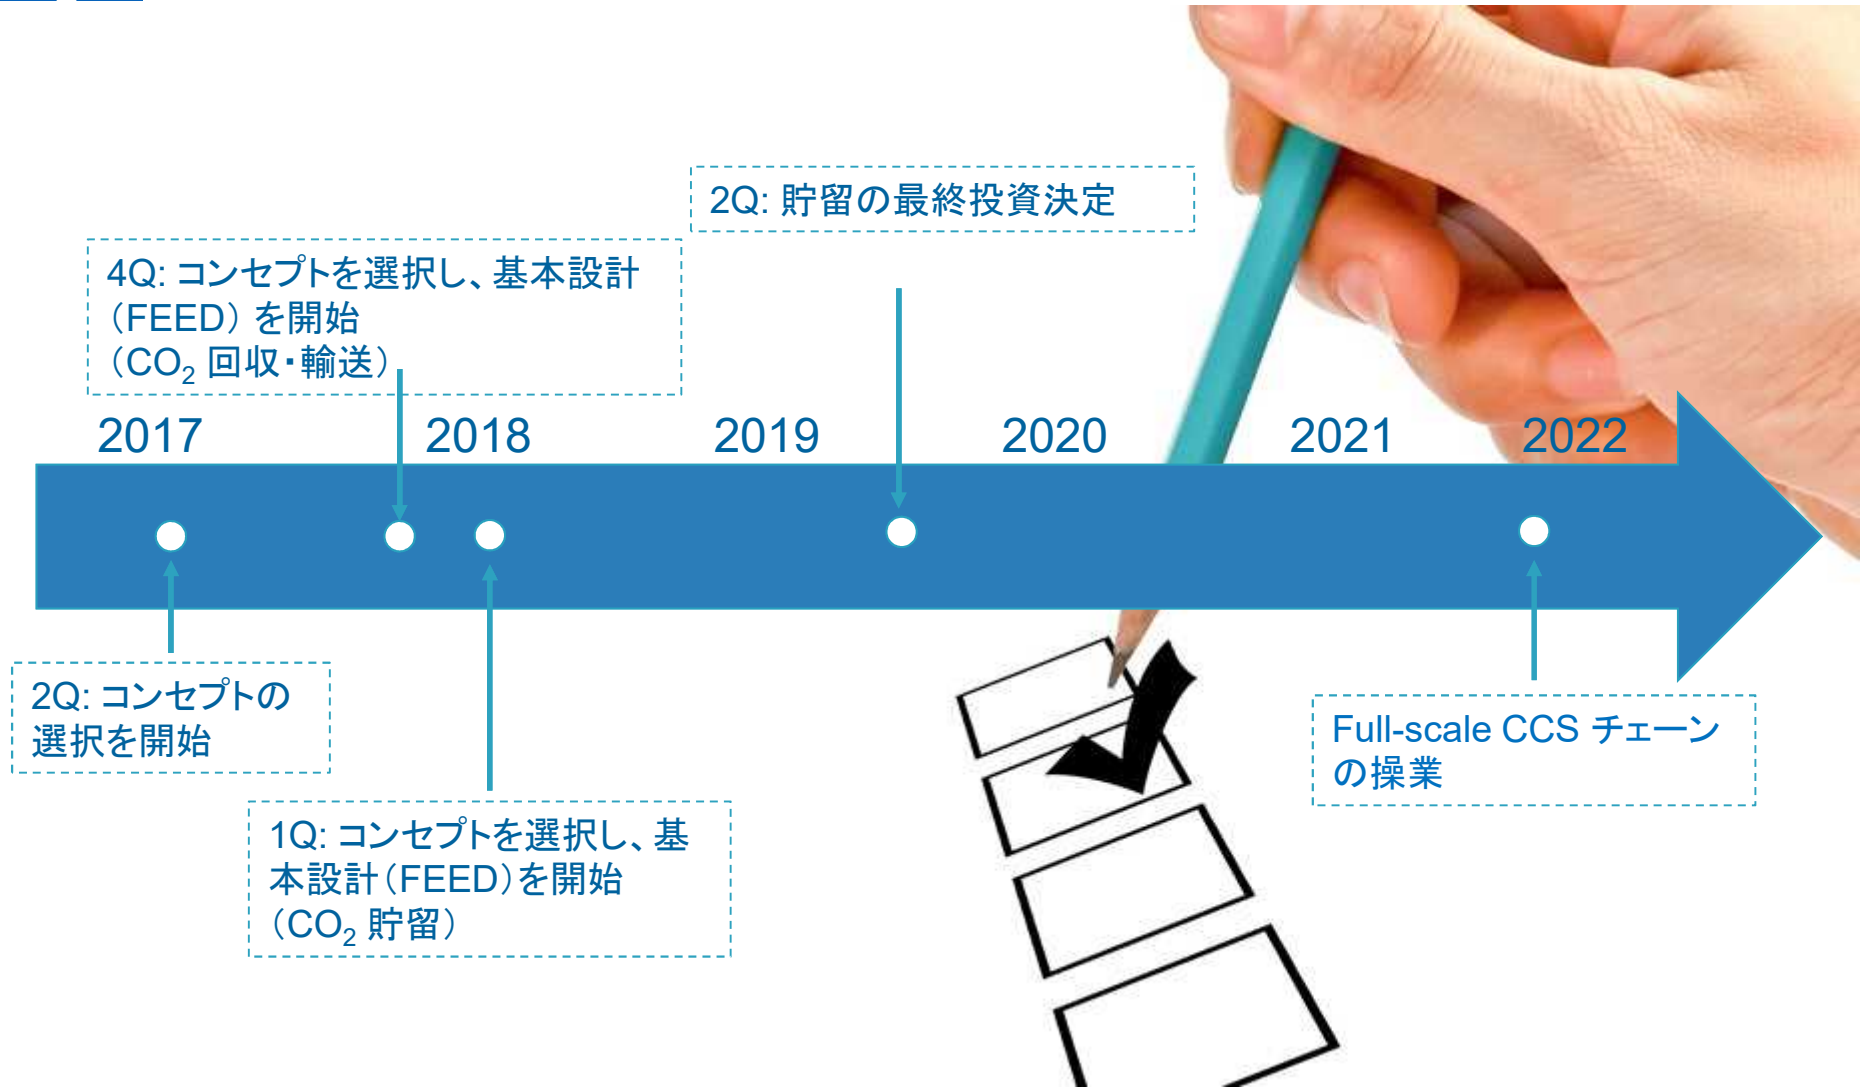 2Q: 貯留の最終投資決定
4Q: コンセプトを選択し、基本設計
（FEED）を開始
（CO₂ 回収・輸送）
2017
2018
2019
2020
2021
2022
2Q: コンセプトの
選択を開始
Full-scale CCS チェーン
の操業
1Q: コンセプトを選択し、基
本設計（FEED）を開始
（CO₂ 貯留）